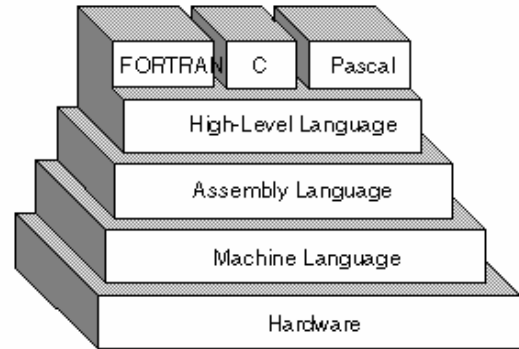 FORTRAN C Pascal
High-Level Language
Assembly Language
Machine Language
Hardware